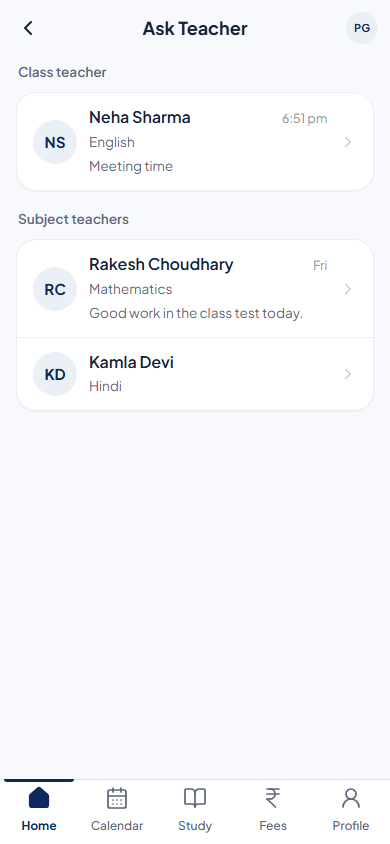 Ask Teacher
PG
Class teacher
NS
Neha Sharma
6:51 pm
English
Meeting time
Subject teachers
RC
Rakesh Choudhary
Fri
Mathematics
Good work in the class test today.
KD
Kamla Devi
Hindi
Home
Calendar
Study
Fees
Profile